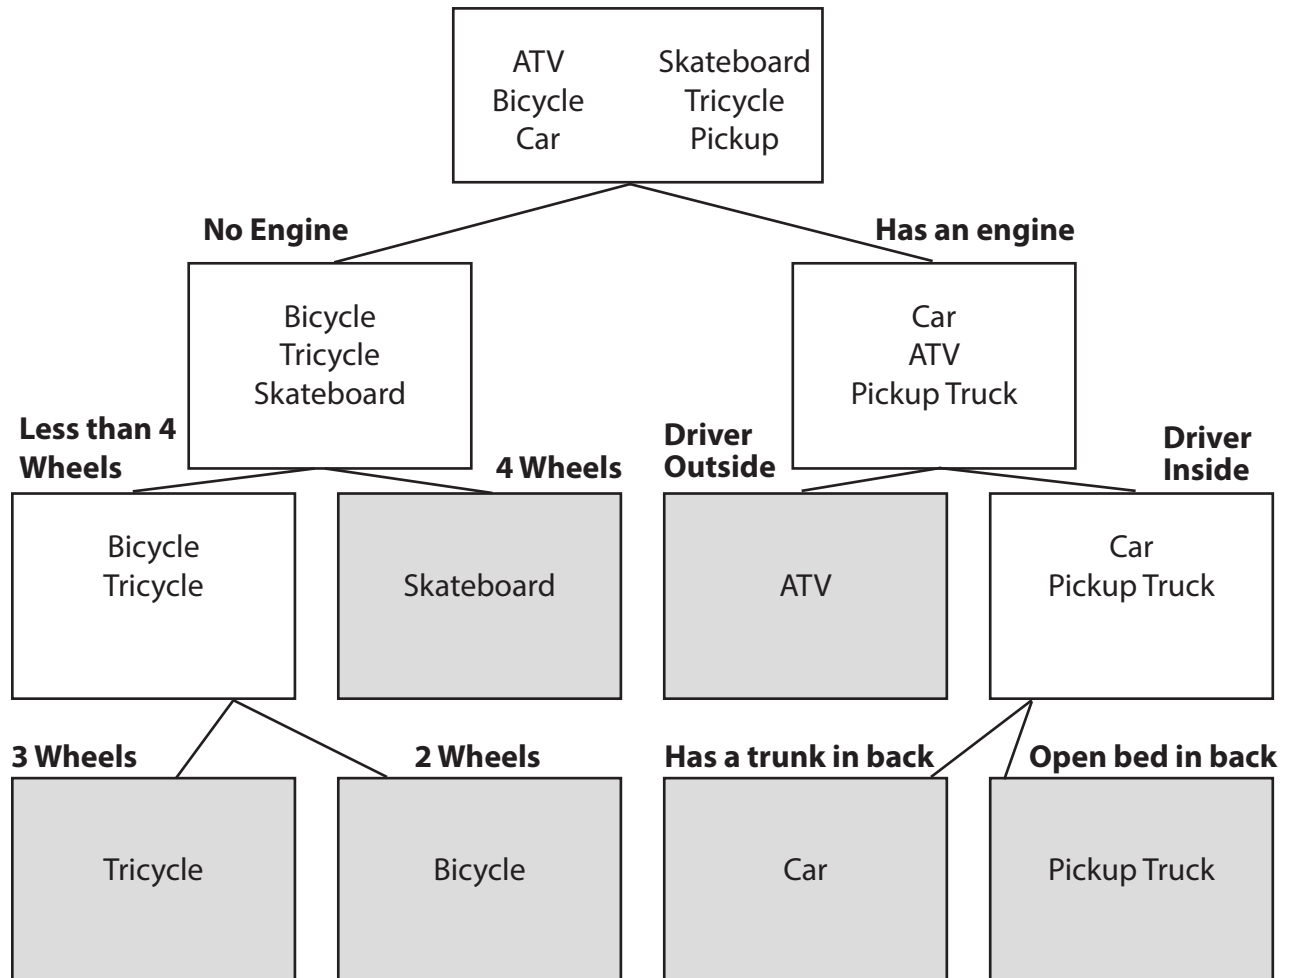 ATV
Bicycle
Car
Skateboard
Tricycle
Pickup
No Engine
Has an engine
Bicycle
Tricycle
Skateboard
Car
ATV
Pickup Truck
Less than 4
Wheels
4 Wheels
Driver
Outside
Driver
Inside
Bicycle
Tricycle
Skateboard
ATV
Car
Pickup Truck
3 Wheels
2 Wheels
Has a trunk in back
Open bed in back
Tricycle
Bicycle
Car
Pickup Truck